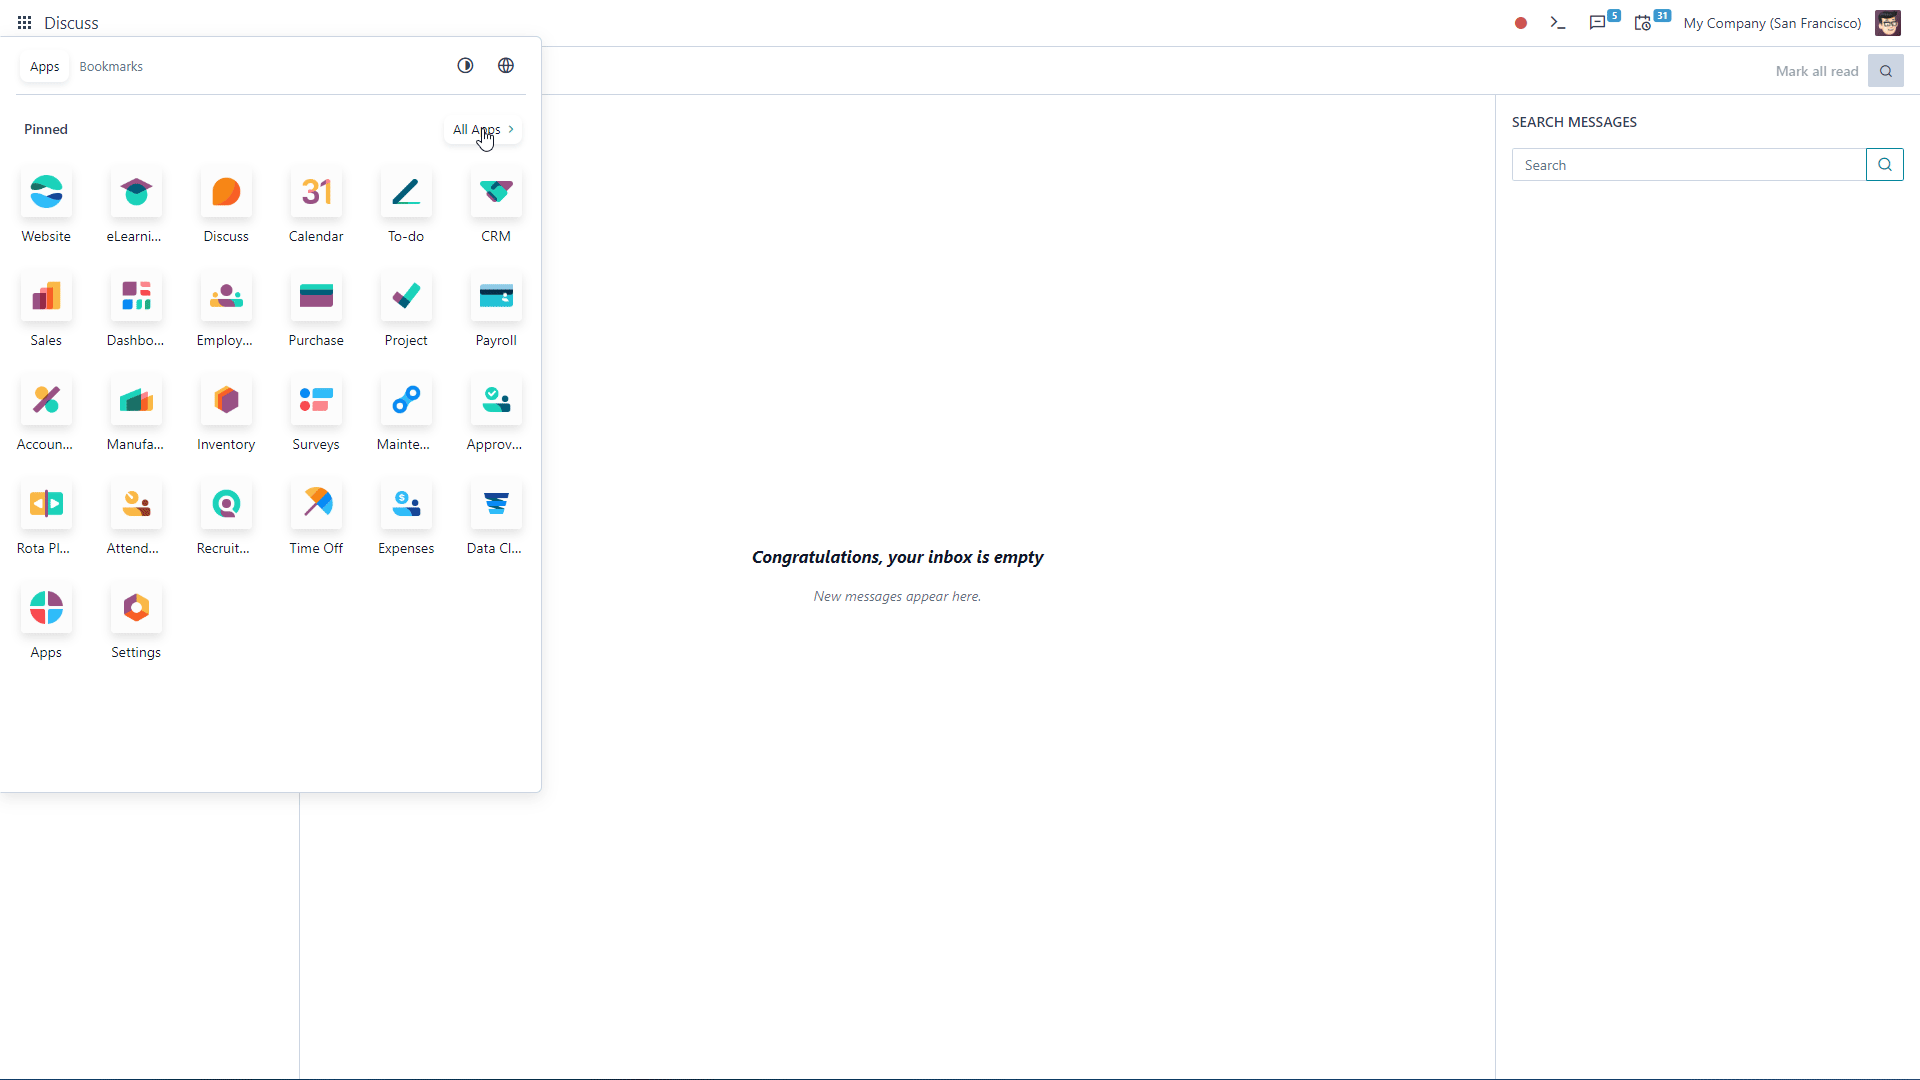 Discuss
5
31
My Company (San Francisco)
Apps
Bookmarks
Mark all read
Pinned
All Apps
SEARCH MESSAGES
Search
31
Website
eLearni...
Discuss
Calendar
To-do
CRM
Sales
Dashbo...
Employ...
Purchase
Project
Payroll
Accoun...
Manufa...
Inventory
Surveys
Mainte...
Approv...
$
Rota Pl...
Attend...
Recruit...
Time Off
Expenses
Data Cl...
Congratulations, your inbox is empty
New messages appear here.
Apps
Settings